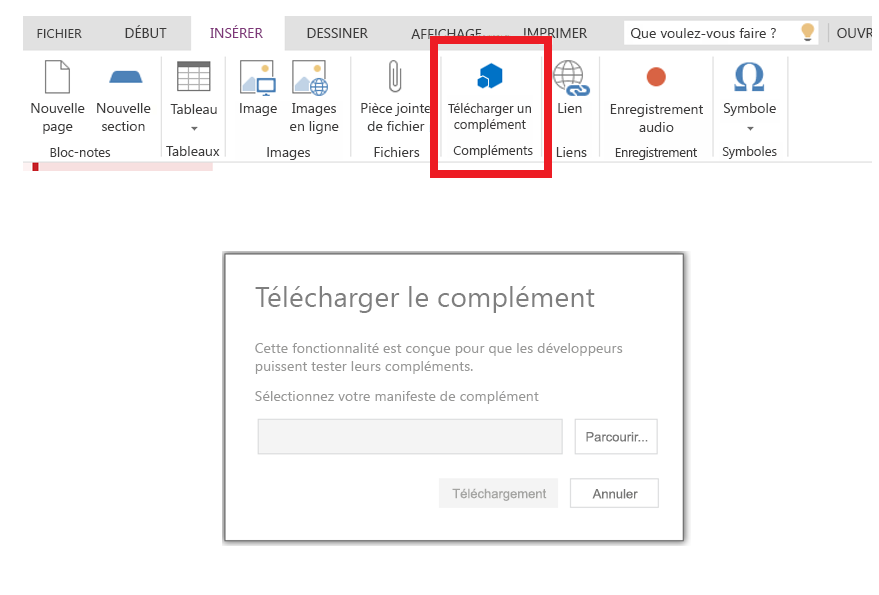 FICHIER DÉBUT INSÉRER DESSINER AFFICHAGE IMPRIMER Que voulez-vous faire ? OUVR
Nouvelle page
Nouvelle section
Tableau
Image
Images en ligne
Pièce jointe de fichier
Télécharger un complément
Lien
Enregistrement audio
Symbole
Bloc-notes Tableaux Images Fichiers Compléments Liens Enregistrement Symboles
Télécharger le complément
Cette fonctionnalité est conçue pour que les développeurs
puissent tester leurs compléments.
Sélectionnez votre manifeste de complément
Parcourir...
Téléchargement Annuler